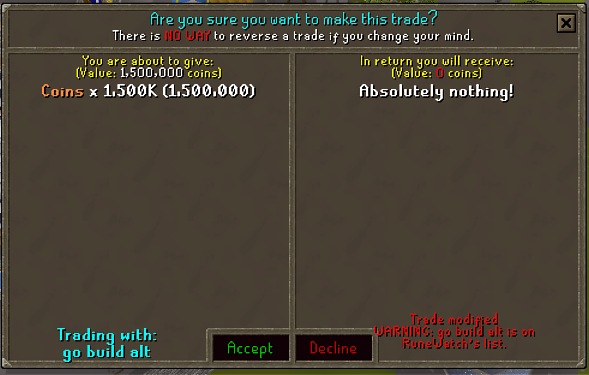 Are you sure you want to make this trade?
There is NO WAY to reverse a trade if you change your mind.
You are about to give:
(Value: 1,500,000 coins)
Coins x 1,500K (1,500,000)
In return you will receive:
(Value: 0 coins)
Absolutely nothing!
Trading with:
go build alt
Accept
Decline
Trade modified
WARNING: go build alt is on
RuneWatch's list.